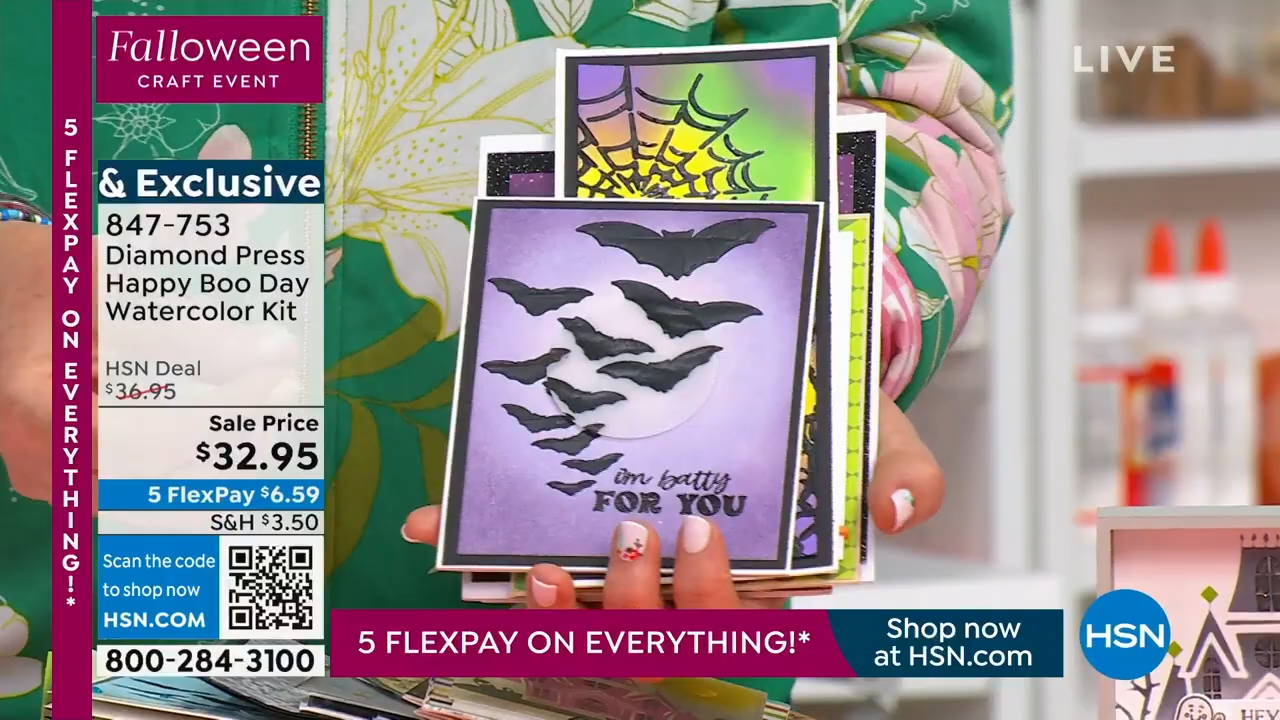 Falloween
CRAFT EVENT
5 FLEXPAY ON EVERYTHING!*
& Exclusive
847-753
Diamond Press
Happy Boo Day
Watercolor Kit
HSN Deal
$36.95
Sale Price
$32.95
5 FlexPay $6.59
S&H $3.50
Scan the code
to shop now
HSN.COM
800-284-3100
LIVE
i'm batty
FOR YOU
5 FLEXPAY ON EVERYTHING!*
Shop now
at HSN.com
HSN
HEY